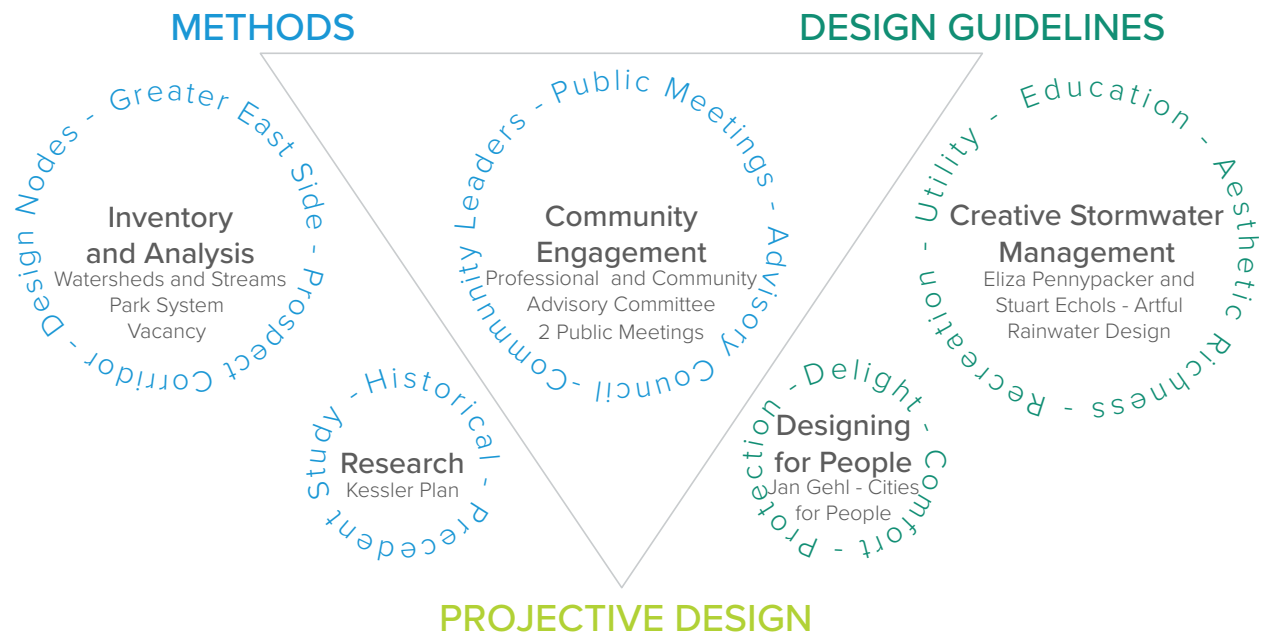 METHODS
DESIGN GUIDELINES
Design Nodes - Greater East Side - Prospect Corridor -
Inventory
and Analysis
Watersheds and Streams
Park System
Vacancy
Community Leaders - Public Meetings - Advisory Council -
Community
Engagement
Professional and Community
Advisory Committee
2 Public Meetings
Utility - Education - Aesthetic Richness - Recreation -
Creative Stormwater
Management
Eliza Pennypacker and
Stuart Echols - Artful
Rainwater Design
Historical - Precedent Study -
Research
Kessler Plan
Delight - Comfort - Protection -
Designing
for People
Jan Gehl - Cities
for People
PROJECTIVE DESIGN